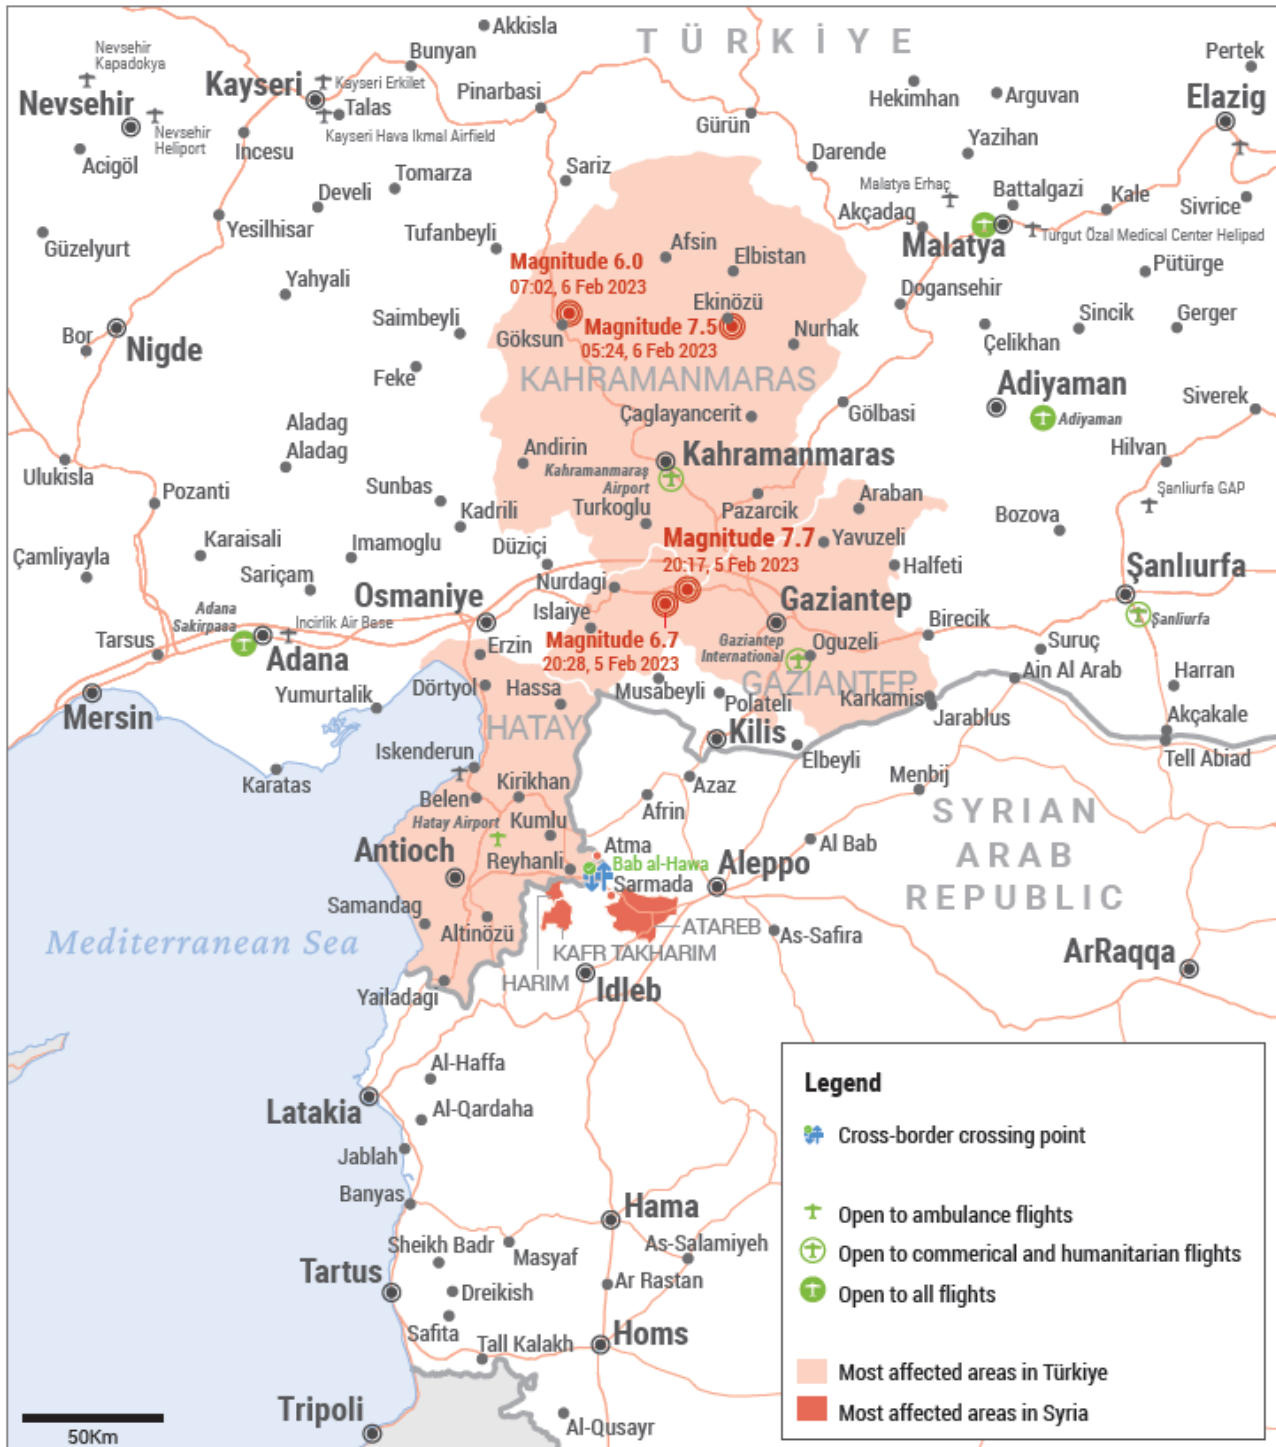 TÜRKİYE
Akkisla
Bunyan
Pertek
Nevsehir
Kapadokya
Kayseri
Kayseri Erkilet
Talas
Kayseri Hava Ikmal Airfield
Pinarbasi
Hekimhan
Arguvan
Elazig
Nevsehir
Nevsehir
Heliport
Gürün
Incesu
Acigöl
Darende
Yazihan
Sariz
Tomarza
Develi
Malatya Erhaç
Battalgazi
Kale
Sivrice
Akçadag
Malatya
Turgut Özal Medical Center Helipad
Yesilhisar
Güzelyurt
Tufanbeyli
Afsin
Elbistan
Magnitude 6.0
07:02, 6 Feb 2023
Pütürge
Yahyali
Dogansehir
Ekinözü
Saimbeyli
Göksun
Magnitude 7.5
05:24, 6 Feb 2023
Nurhak
Sincik
Gerger
Çelikhan
Bor
Nigde
Feke
KAHRAMANMARAS
Adiyaman
Adiyaman
Siverek
Çaglayancerit
Gölbasi
Aladag
Aladag
Andirin
Kahramanmaras
Kahramanmaraş
Airport
Hilvan
Ulukisla
Pozanti
Sunbas
Kadrili
Turkoglu
Pazarcik
Araban
Şanliurfa GAP
Bozova
Karaisali
Imamoglu
Düziçi
Magnitude 7.7
20:17, 5 Feb 2023
Yavuzeli
Çamliyayla
Sariçam
Nurdagi
Halfeti
Şanlıurfa
Şanliurfa
Osmaniye
Islaiye
Gaziantep
Adana
Sakirpasa
Incirlik Air Base
Birecik
Tarsus
Adana
Erzin
Magnitude 6.7
20:28, 5 Feb 2023
Gaziantep
International
Oguzeli
Suruç
Ain Al Arab
Harran
Mersin
Yumurtalik
Dörtyol
Hassa
Musabeyli
Polateli
GAZIANTEP
Karkamis
Jarablus
Akçakale
HATAY
Kilis
Elbeyli
Tell Abiad
Iskenderun
Karatas
Kirikhan
Azaz
Menbij
Belen
Afrin
SYRIAN
ARAB
REPUBLIC
Hatay Airport
Kumlu
Al Bab
Antioch
Atma
Reyhanli
Bab al-Hawa
Sarmada
Aleppo
Samandag
Altinözü
ATAREB
As-Safira
Mediterranean Sea
KAFR TAKHARIM
HARIM
ArRaqqa
Idleb
Yailadagi
Al-Haffa
Latakia
Al-Qardaha
Jablah
Banyas
Hama
Sheikh Badr
Masyaf
As-Salamiyeh
Tartus
Dreikish
Ar Rastan
Safita
Tall Kalakh
Homs
Tripoli
Al-Qusayr
50Km
Legend
Cross-border crossing point
Open to ambulance flights
Open to commerical and humanitarian flights
Open to all flights
Most affected areas in Türkiye
Most affected areas in Syria